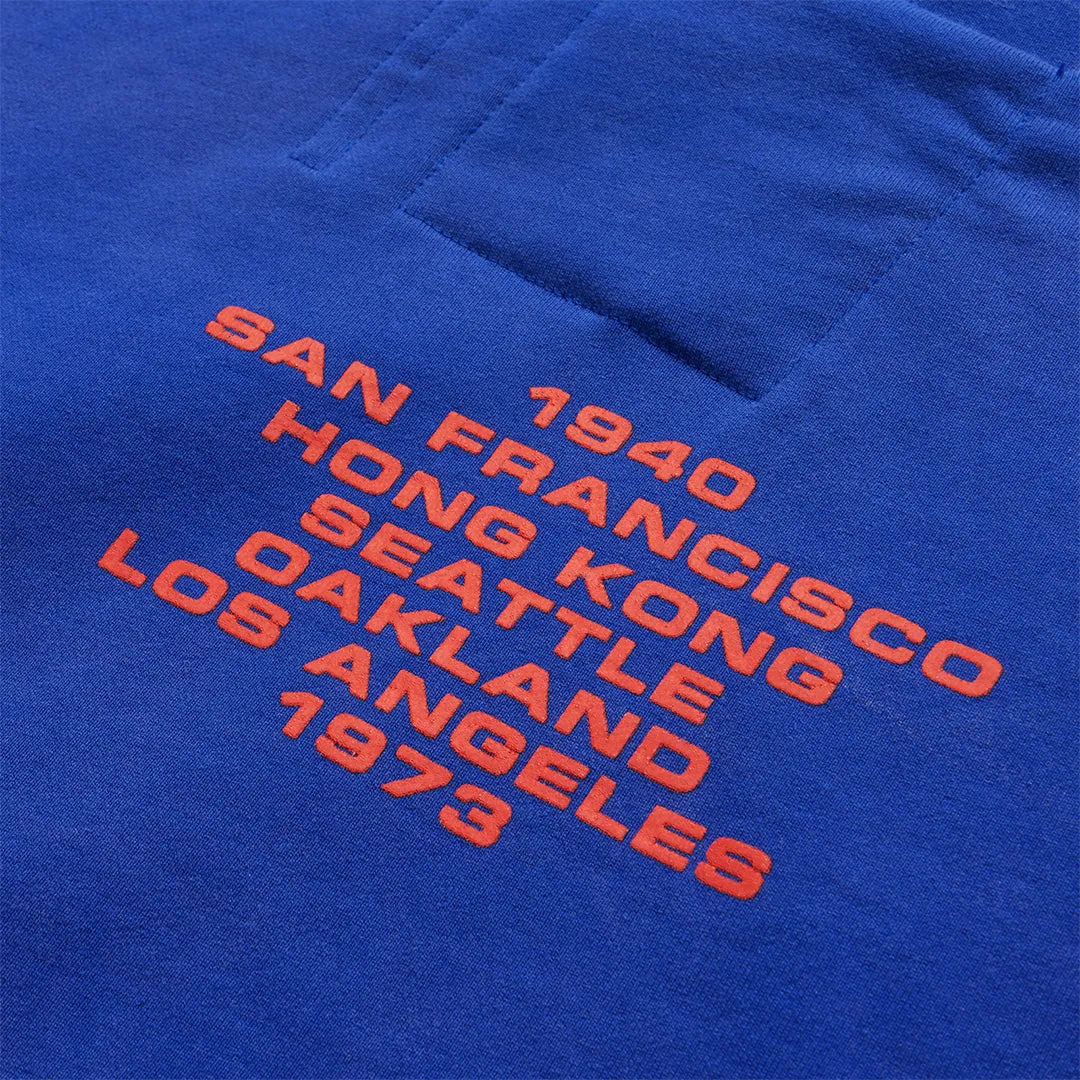 1940
SAN FRANCISCO
HONG KONG
SEATTLE
OAKLAND
LOS ANGELES
1973